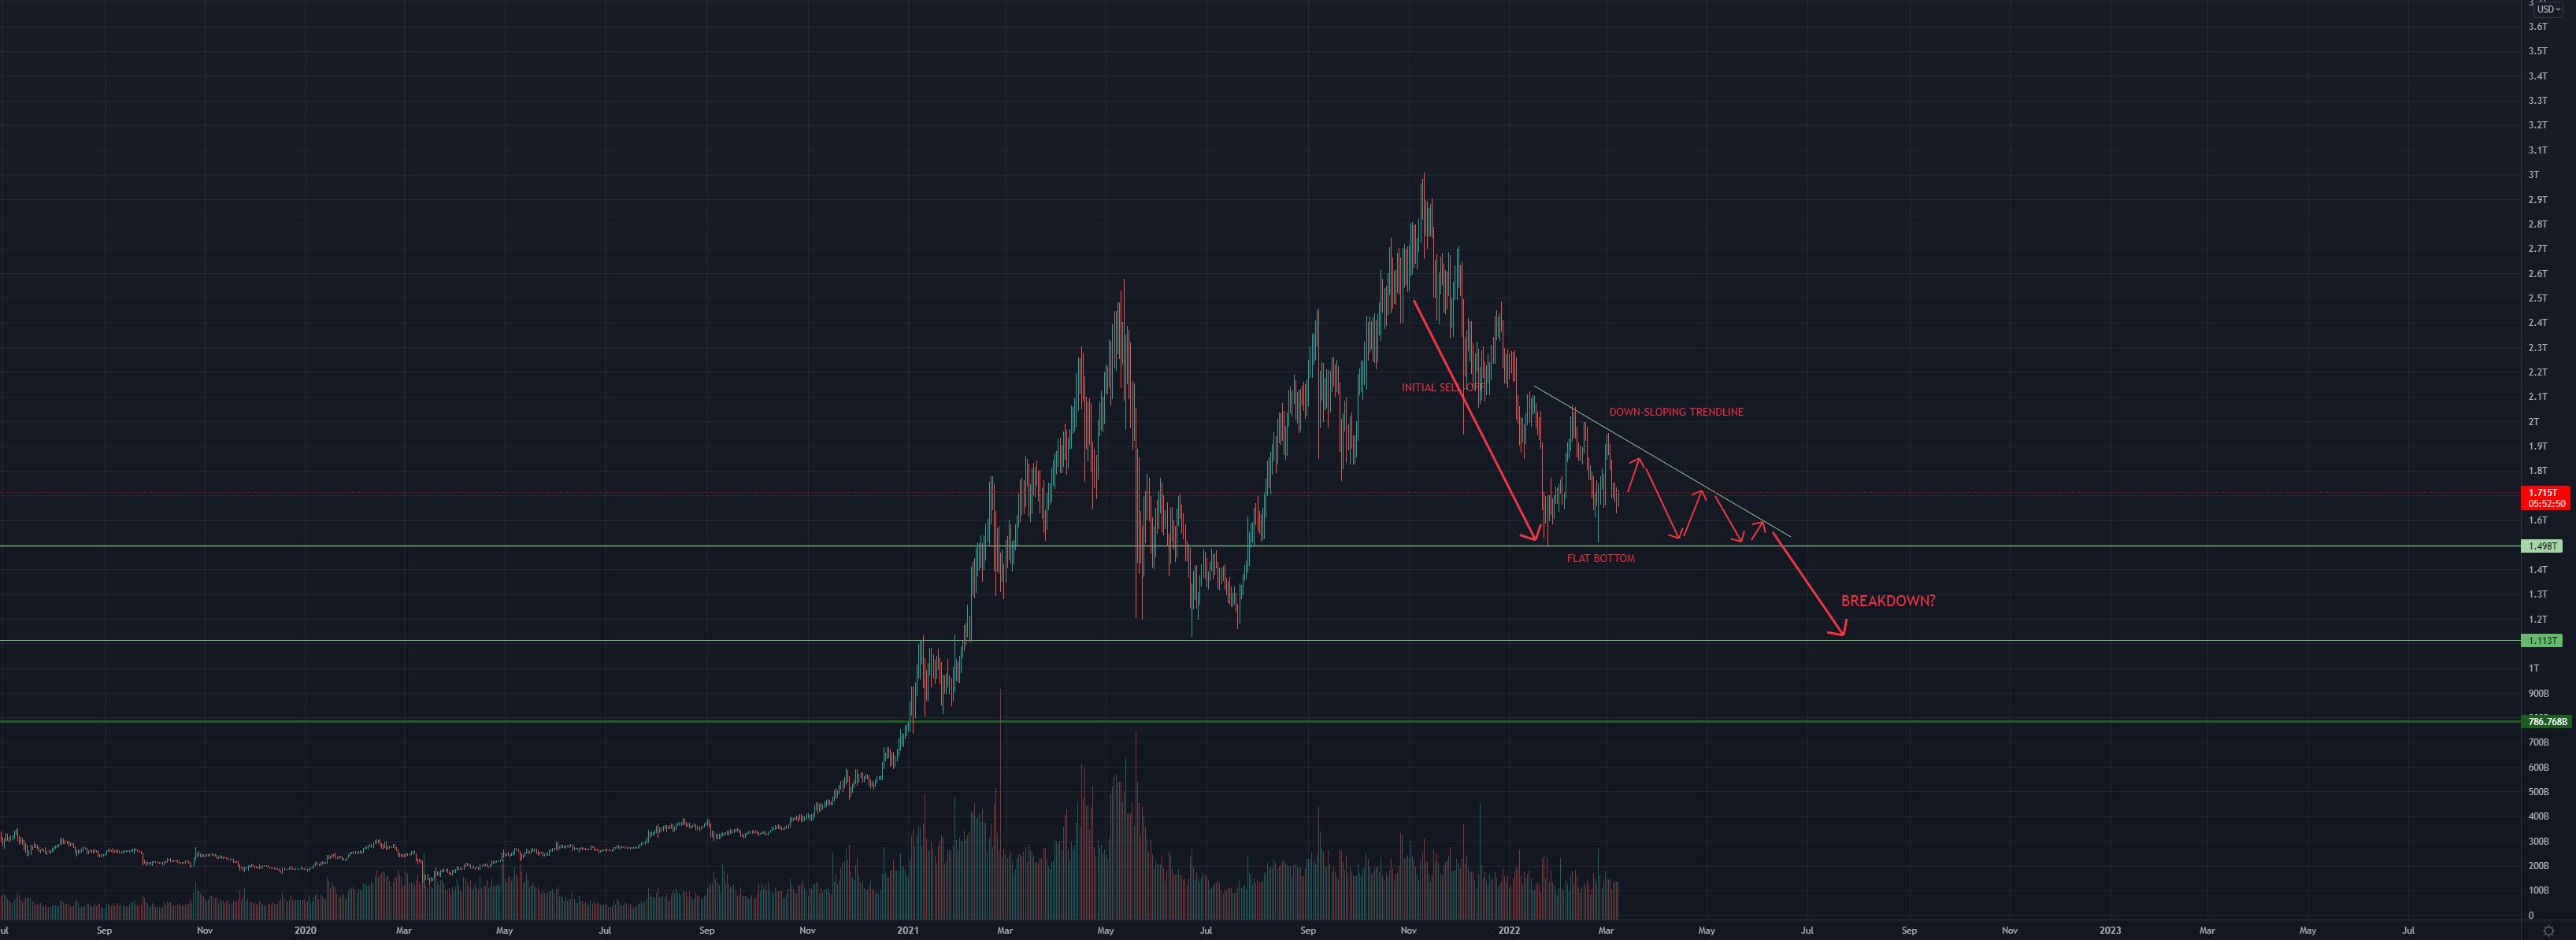 USD
3.6T
3.5T
3.4T
3.3T
3.2T
3.1T
3T
2.9T
2.8T
2.7T
2.6T
2.5T
2.4T
2.3T
INITIAL SELL-OFF
2.2T
2.1T
DOWN-SLOPING TRENDLINE
2T
1.9T
1.8T
1.715T
05:52:50
1.6T
1.498T
FLAT BOTTOM
1.4T
1.3T
BREAKDOWN?
1.2T
1.113T
1T
900B
786.768B
700B
600B
500B
400B
300B
200B
100B
0
Sep Nov 2020 Mar May Jul Sep Nov 2021 Mar May Jul Sep Nov 2022 Mar May Jul Sep Nov 2023 Mar May Jul